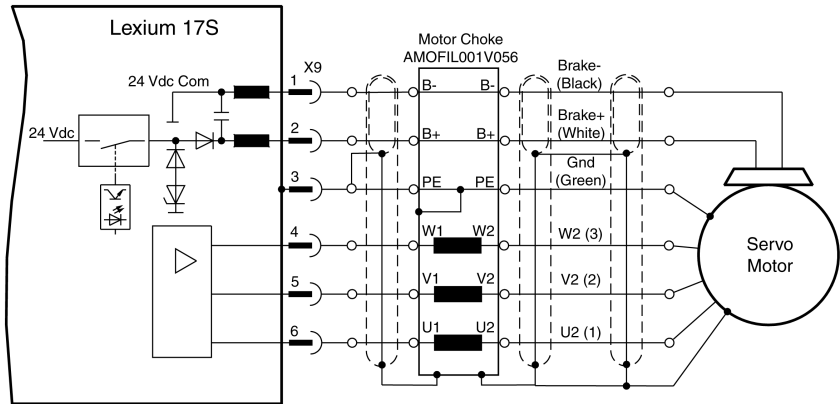 Lexium 17S
Motor Choke
AMOFIL001V056
X9
24 Vdc Com
24 Vdc
1
2
3
4
5
6
B- B-
B+ B+
PE PE
W1 W2
V1 V2
U1 U2
Brake-
(Black)
Brake+
(White)
Gnd
(Green)
W2 (3)
V2 (2)
U2 (1)
Servo
Motor